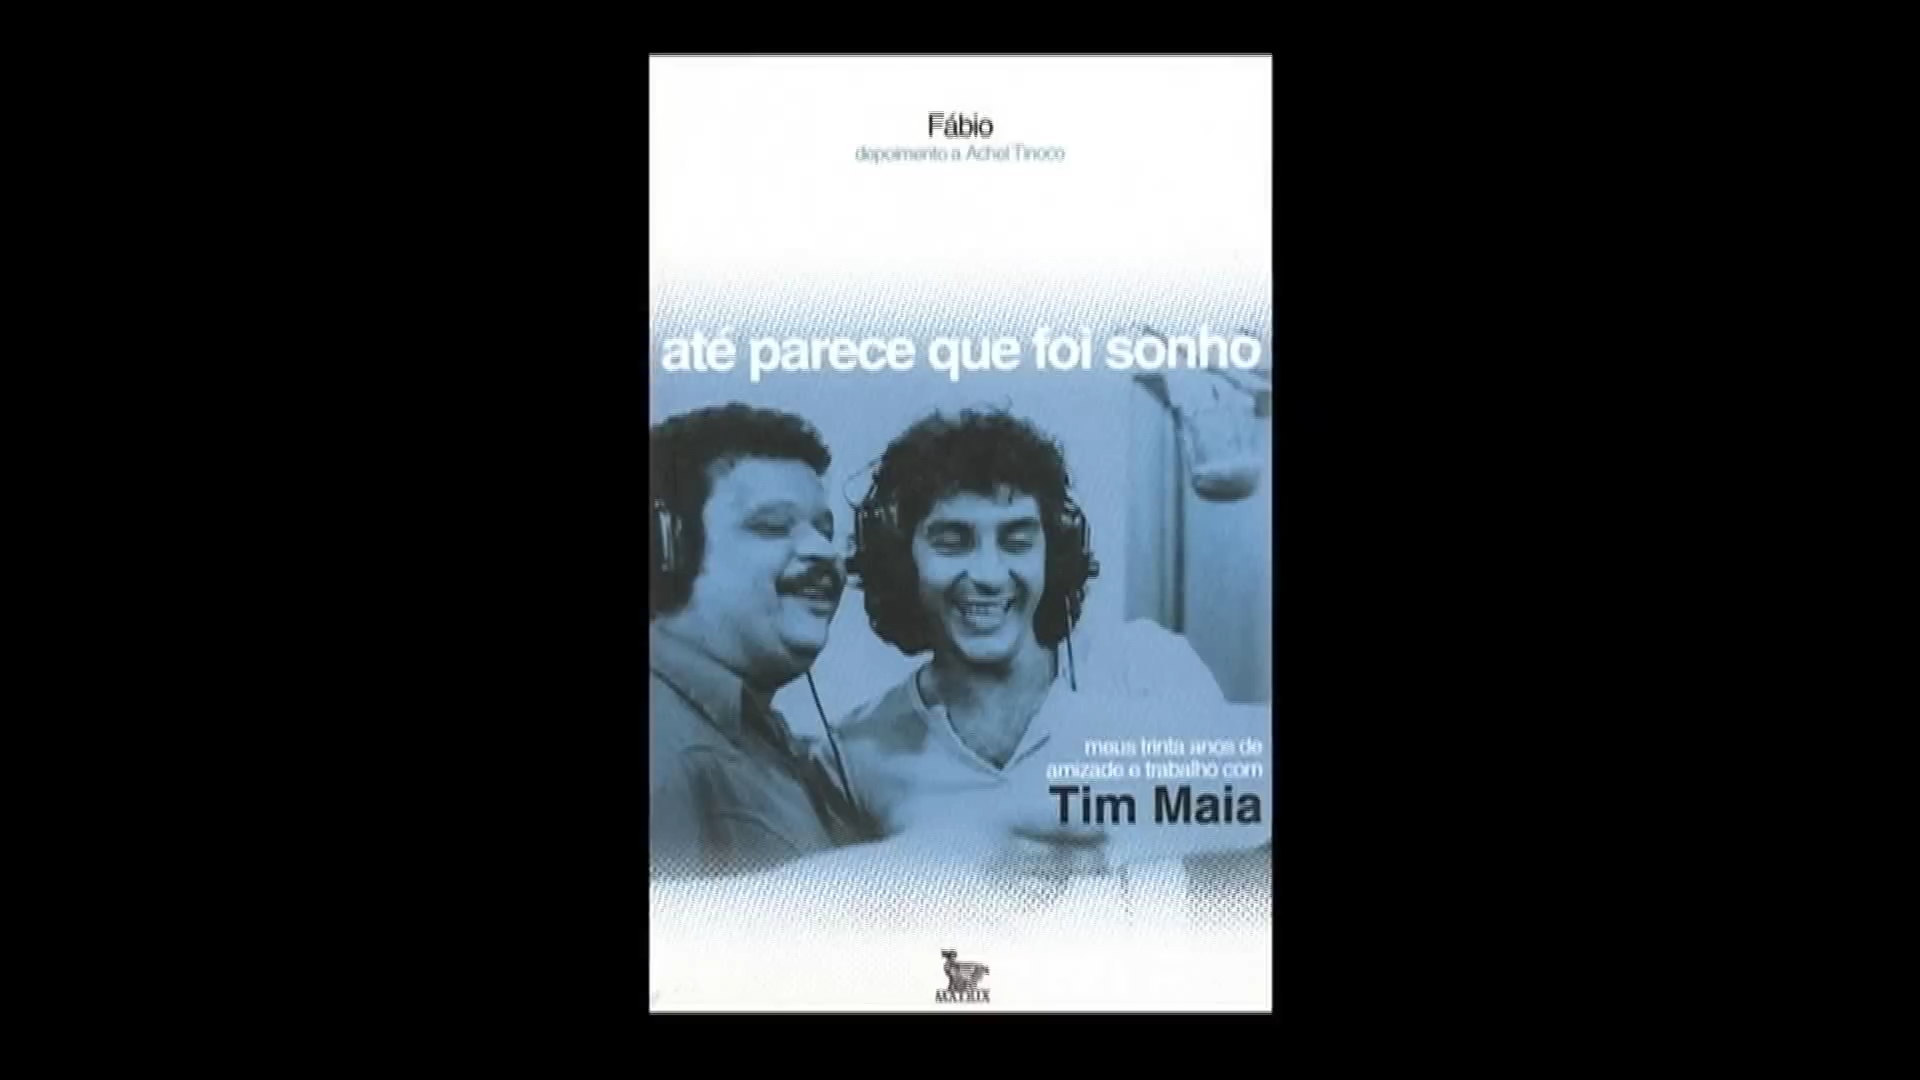 Fábio
depoimento a Achel Tinoco
até parece que foi sonho
meus trinta anos de
amizade e trabalho com
Tim Maia
MATRIX